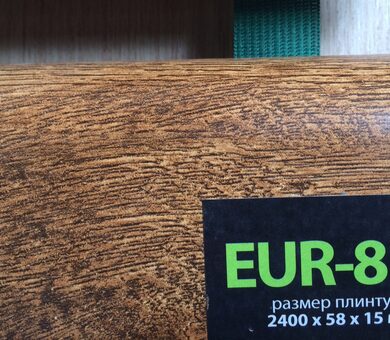 EUR-8
размер плинту
2400 x 58 x 15